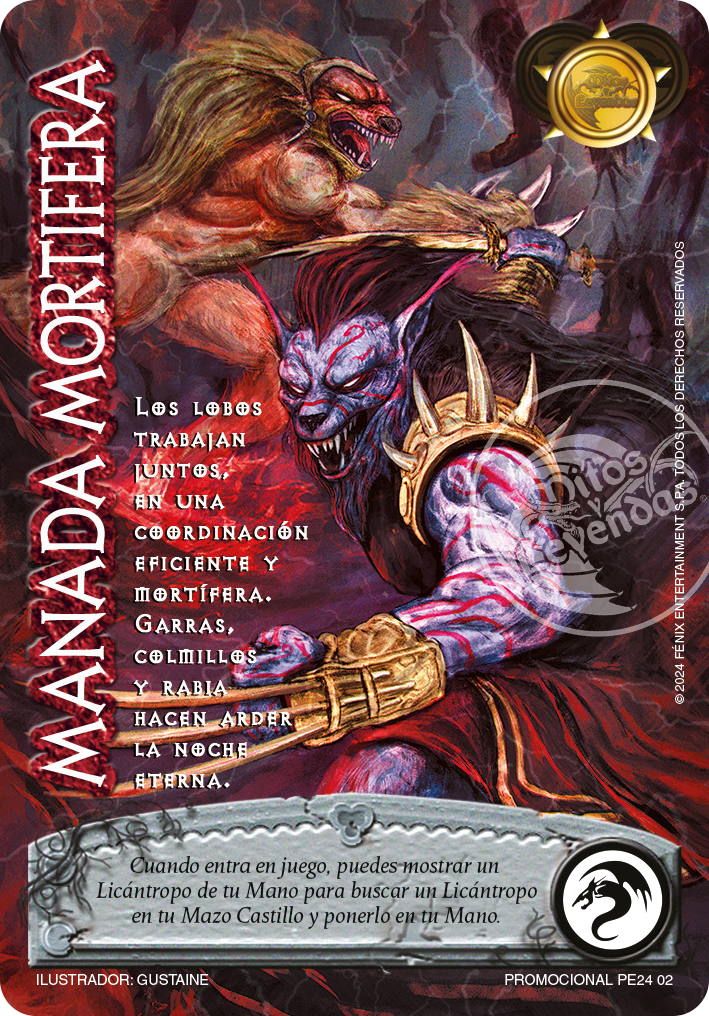 MANADA MORTIFERA
Los lobos
trabajan
juntos,
en una
coordinación
eficiente y
mortífera.
Garras,
colmillos
y rabia
hacen arder
la noche
eterna.
mitos
y
leyendas
© 2024 FÉNIX ENTERTAINMENT S.P.A. TODOS LOS DERECHOS RESERVADOS
Cuando entra en juego, puedes mostrar un
Licántropo de tu Mano para buscar un Licántropo
en tu Mazo Castillo y ponerlo en tu Mano.
ILUSTRADOR: GUSTAINE
PROMOCIONAL PE24 02